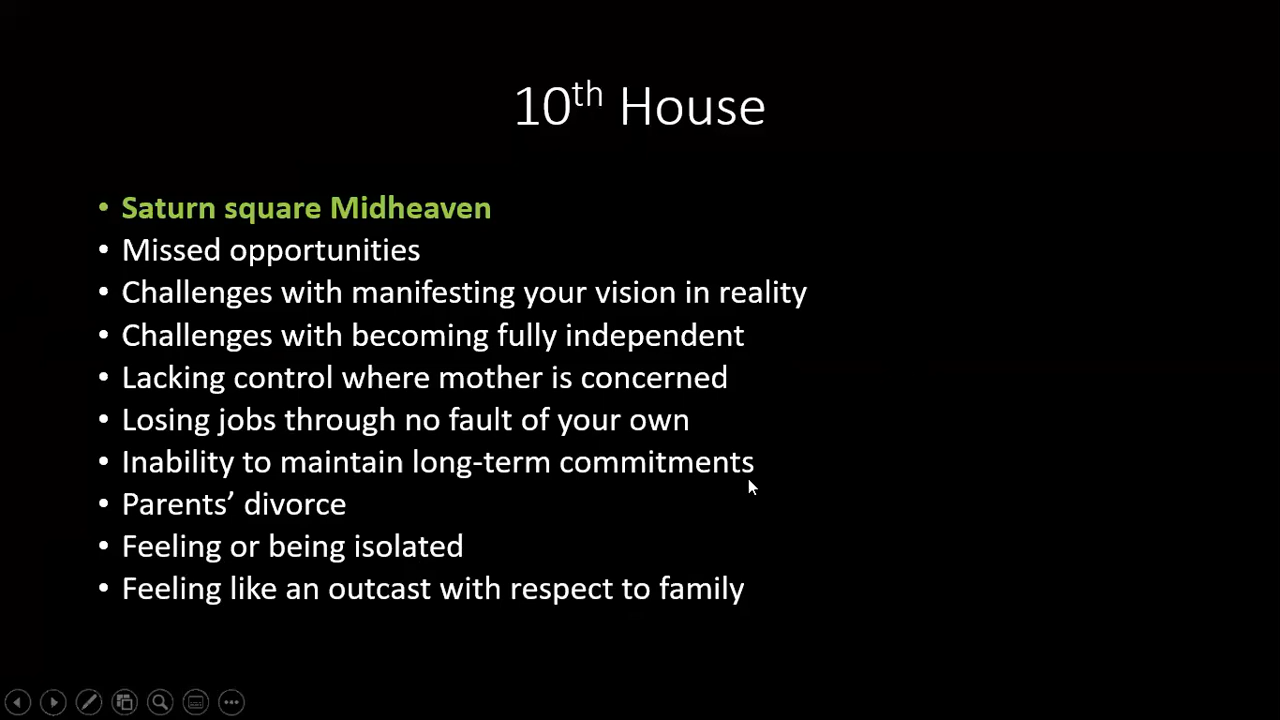 10th House
• Saturn square Midheaven
• Missed opportunities
• Challenges with manifesting your vision in reality
• Challenges with becoming fully independent
• Lacking control where mother is concerned
• Losing jobs through no fault of your own
• Inability to maintain long-term commitments
• Parents’ divorce
• Feeling or being isolated
• Feeling like an outcast with respect to family